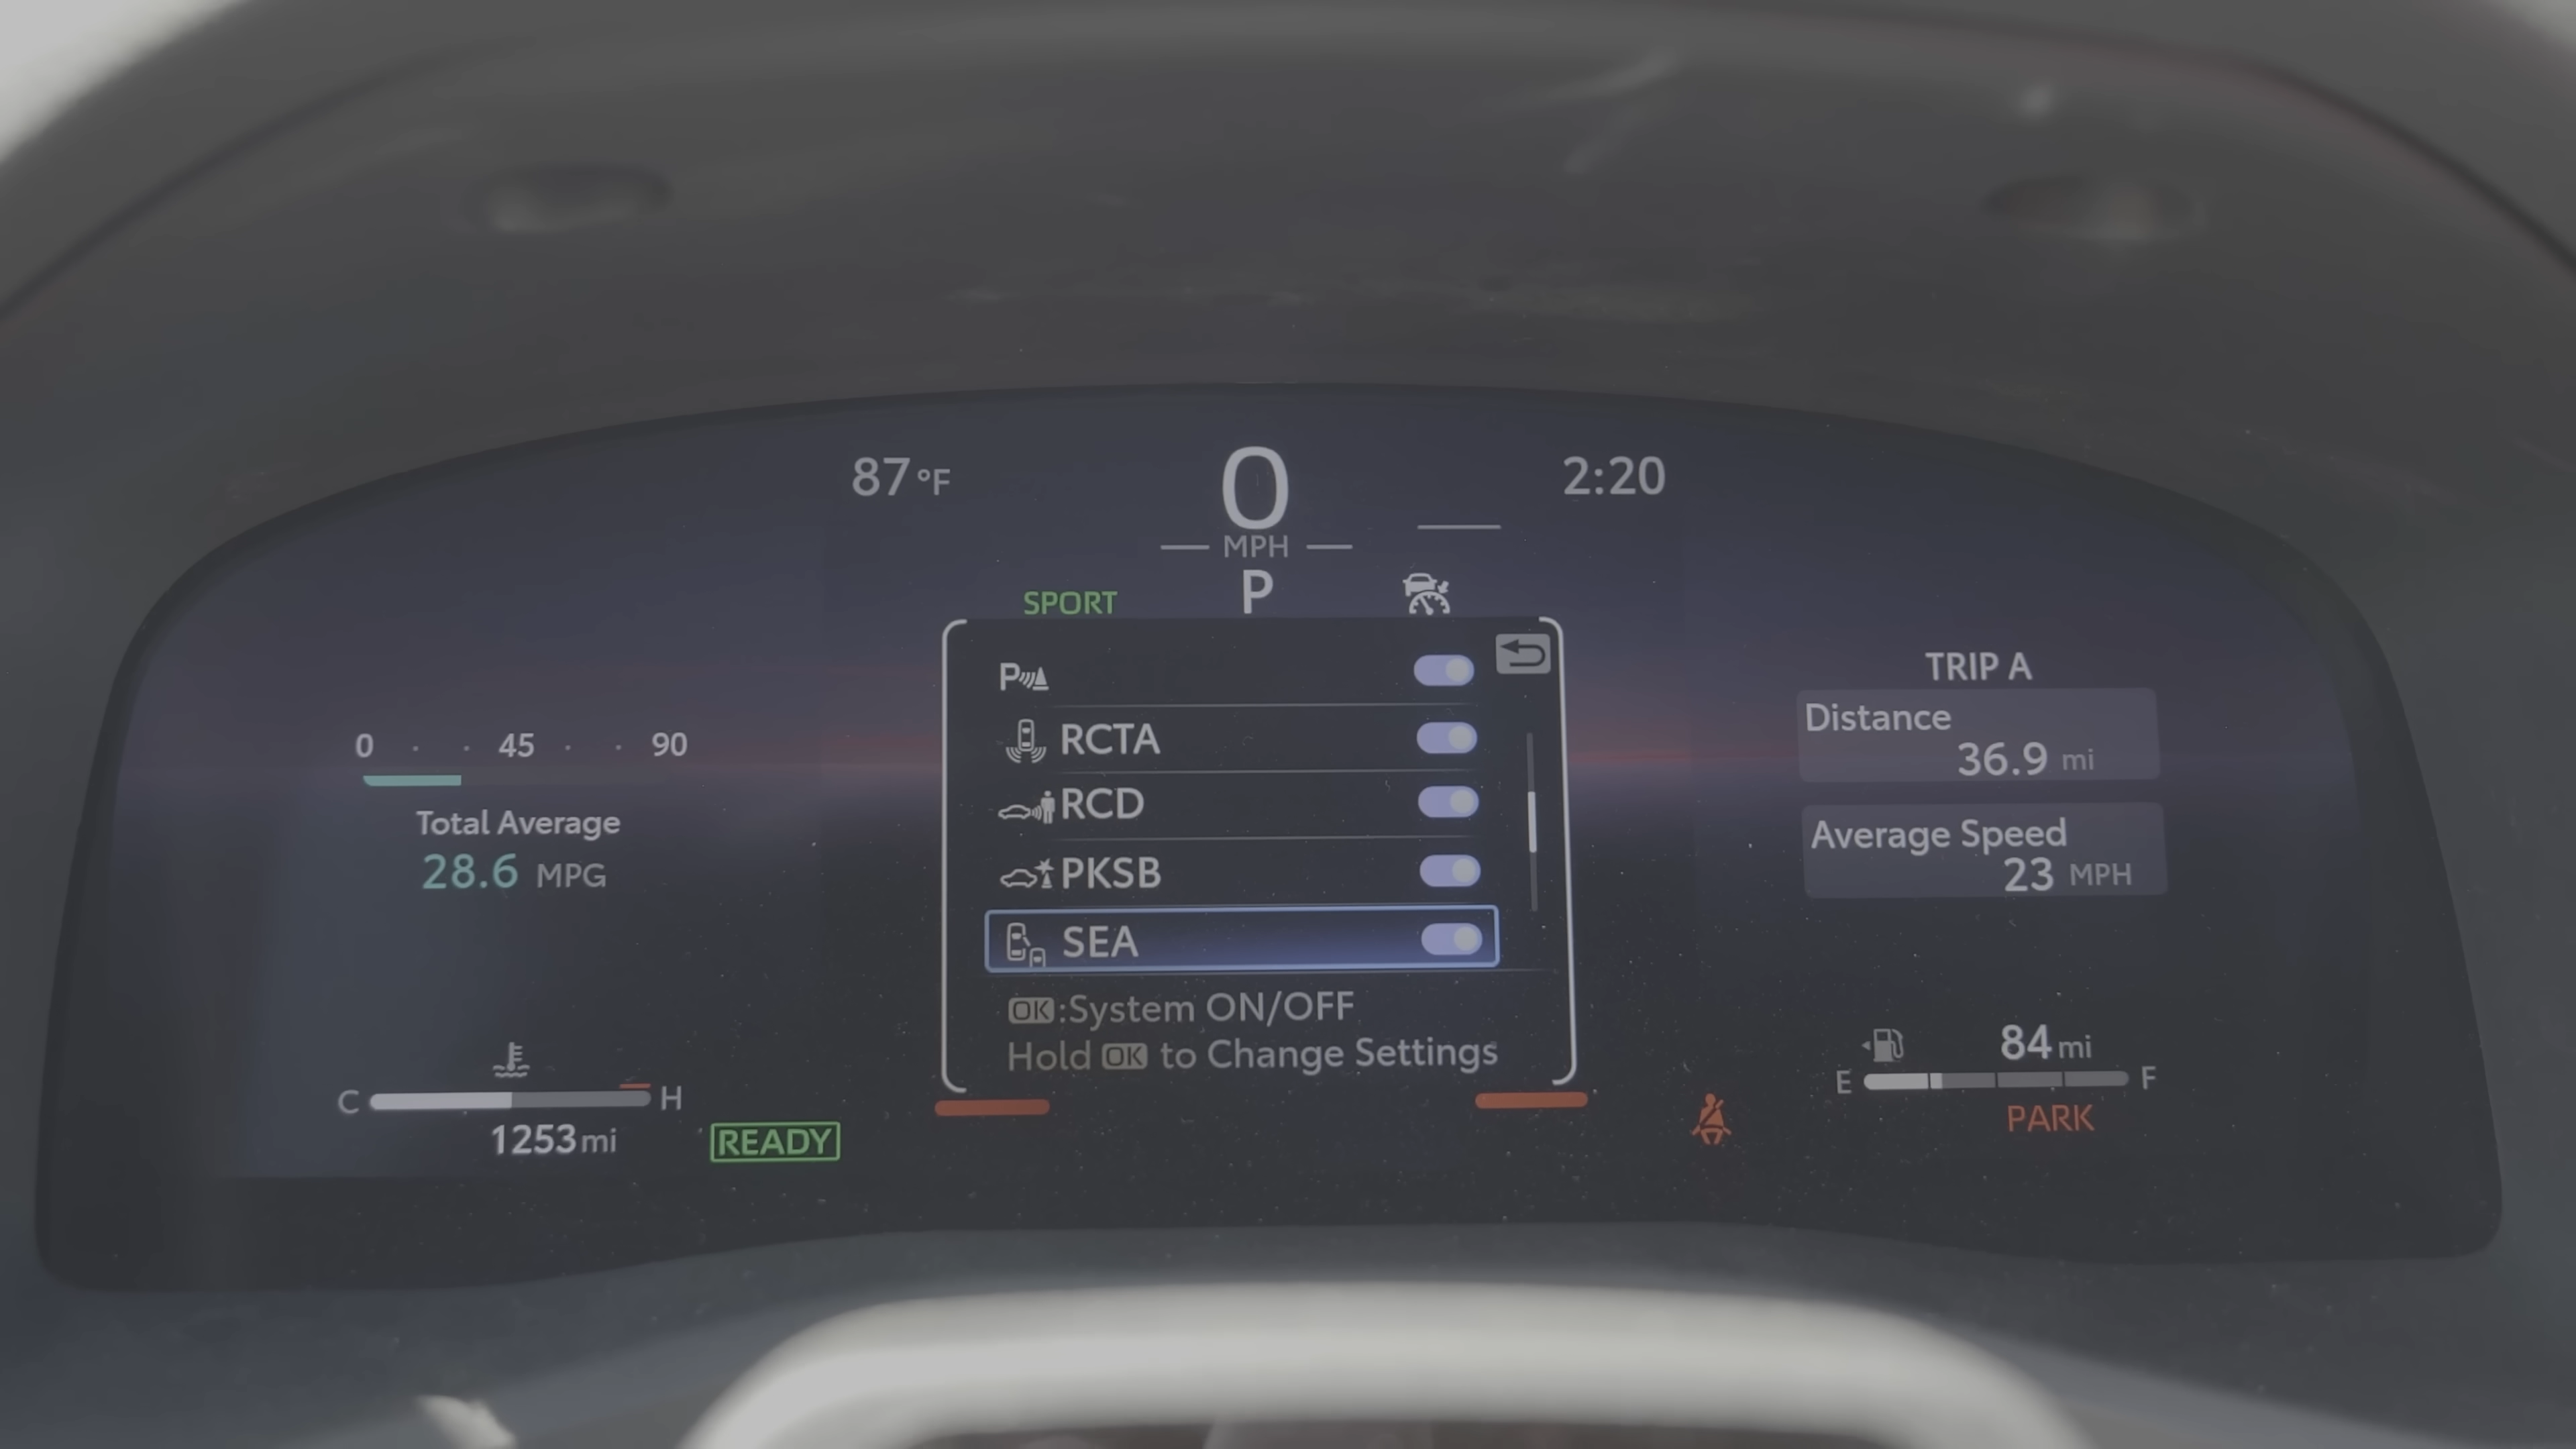 87°F
0
MPH
2:20
SPORT
P
P
RCTA
RCD
PKSB
SEA
OK:System ON/OFF
Hold OK to Change Settings
0 45 90
Total Average
28.6 MPG
C H
1253 mi
READY
TRIP A
Distance
36.9 mi
Average Speed
23 MPH
84 mi
E F
PARK